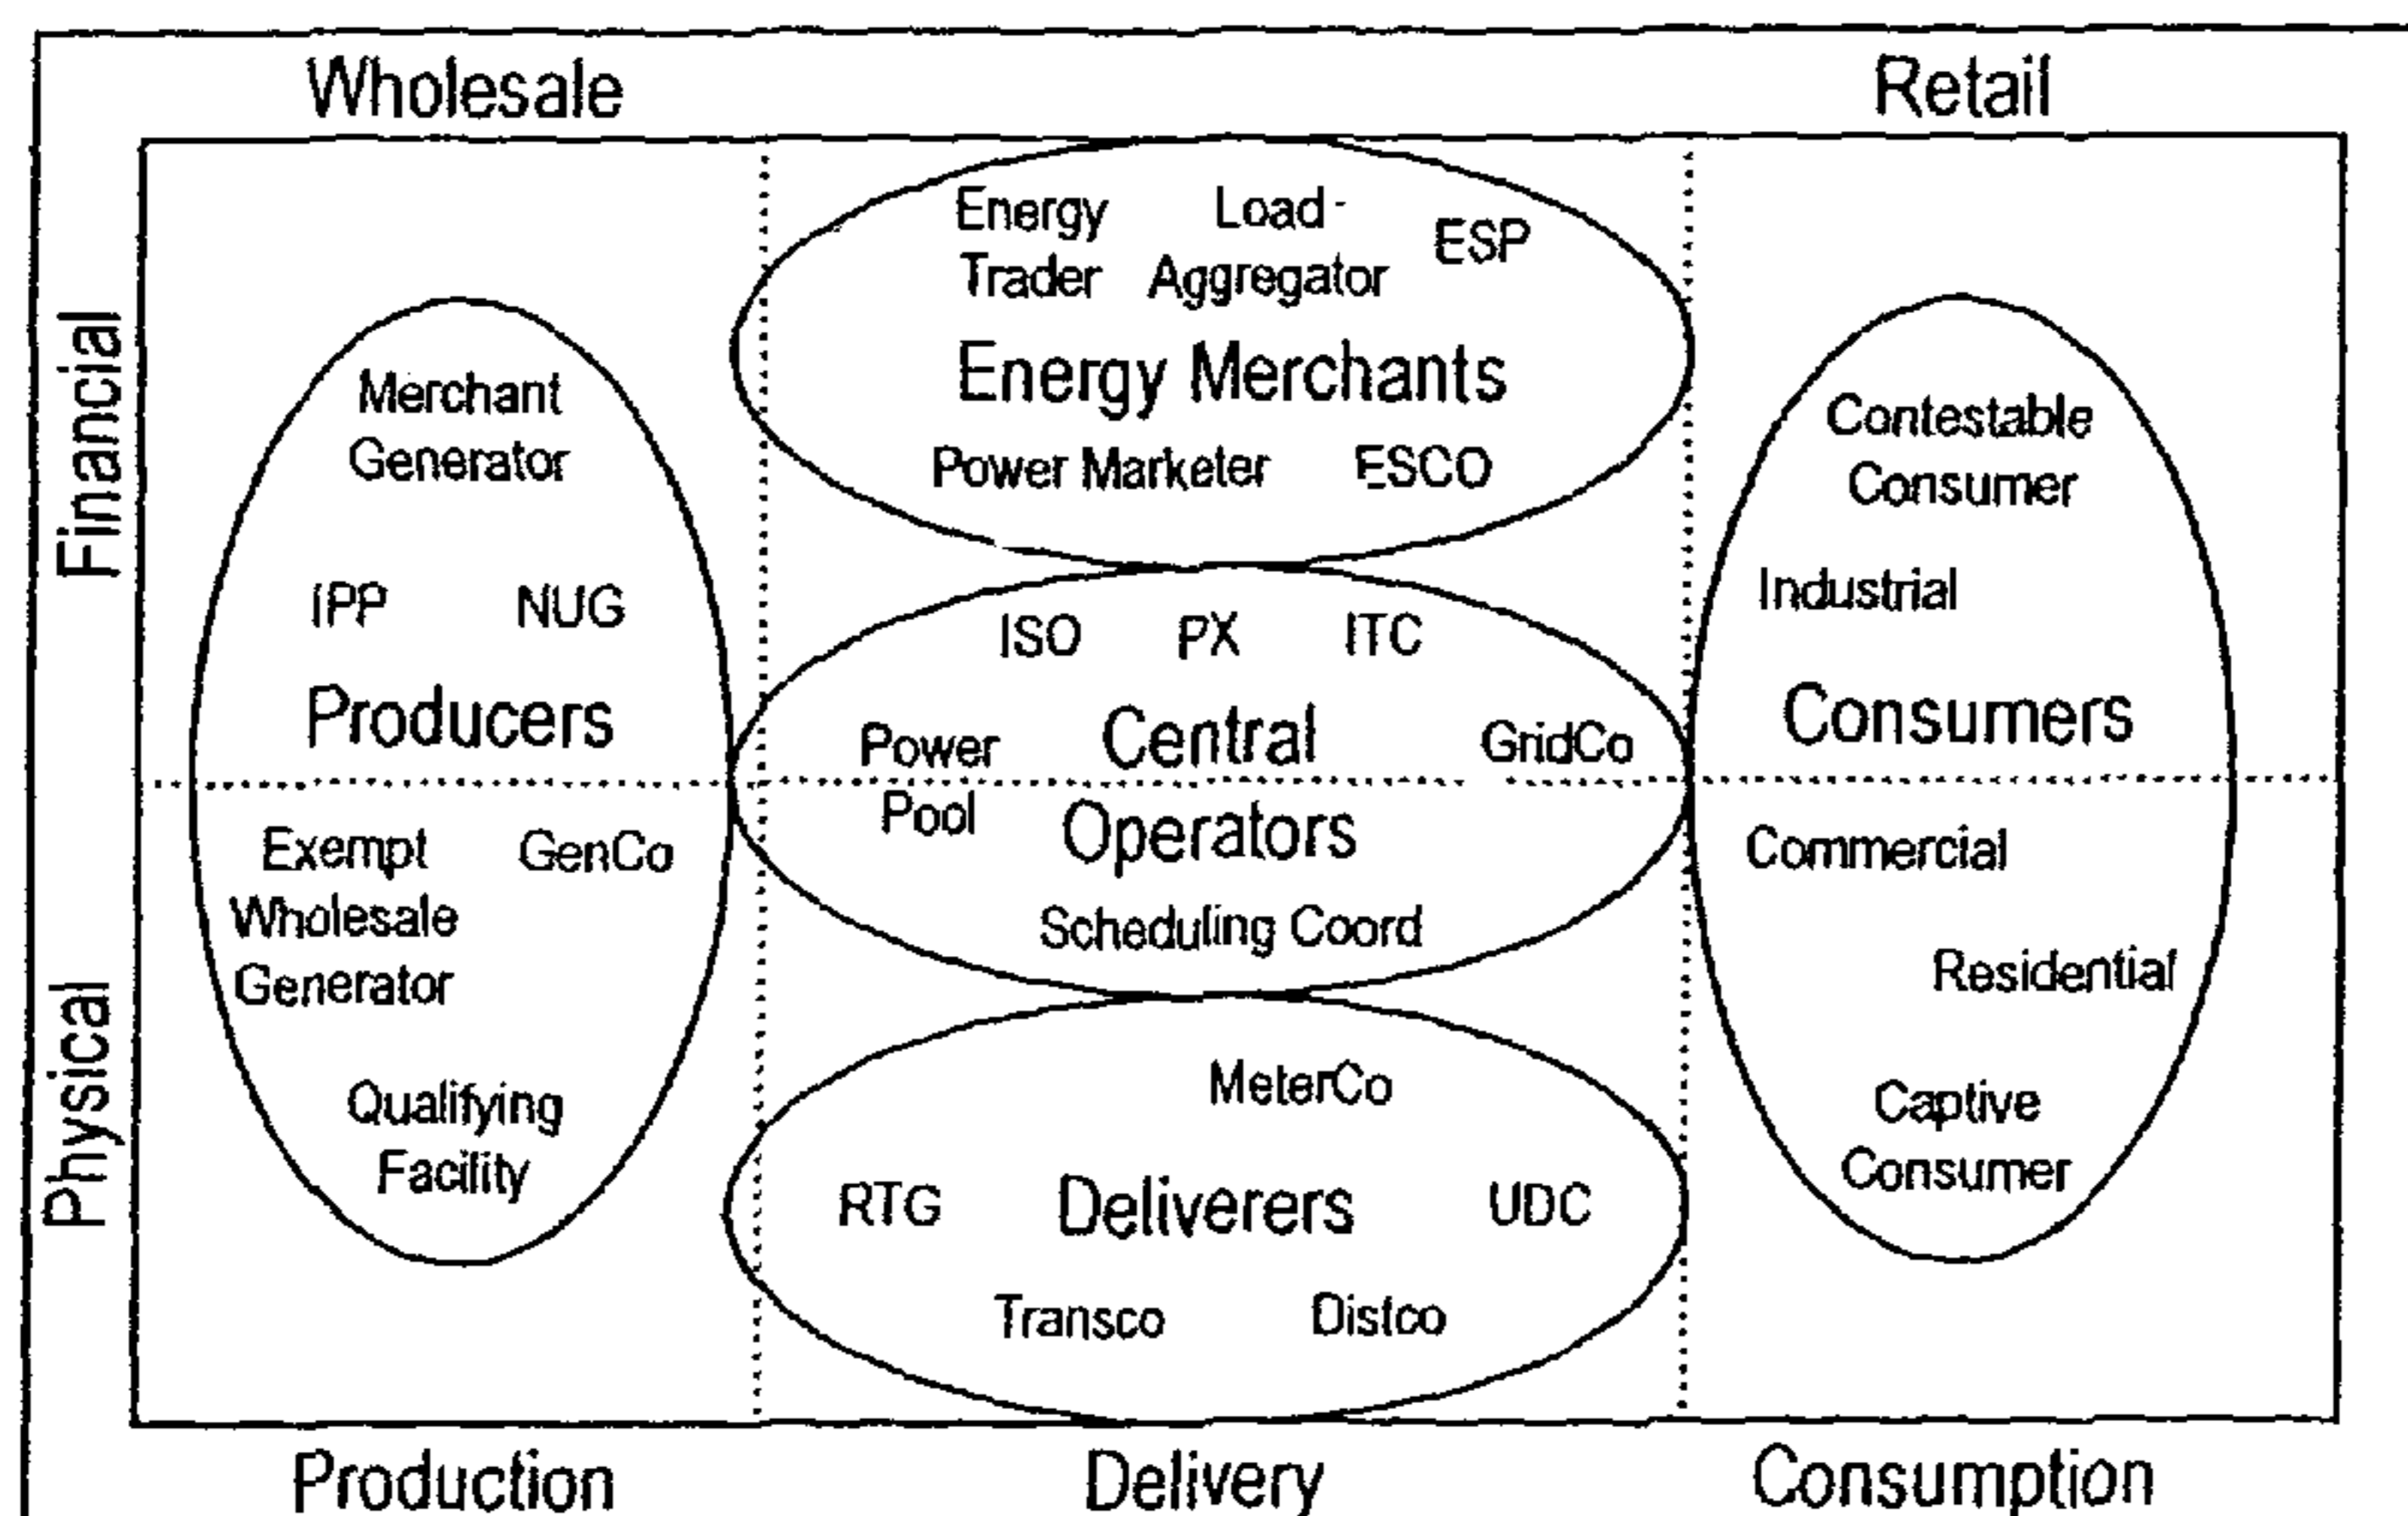 Wholesale
Retail
Financial
Physical
Merchant
Generator
IPP NUG
Producers
Exempt GenCo
Wholesale
Generator
Qualifying
Facility
Energy Load- ESP
Trader Aggregator
Energy Merchants
Power Marketer ESCO
ISO PX ITC
Power Central GridCo
Pool Operators
Scheduling Coord
MeterCo
RTG Deliverers UDC
Transco Distco
Contestable
Consumer
Industrial
Consumers
Commercial
Residential
Captive
Consumer
Production
Delivery
Consumption